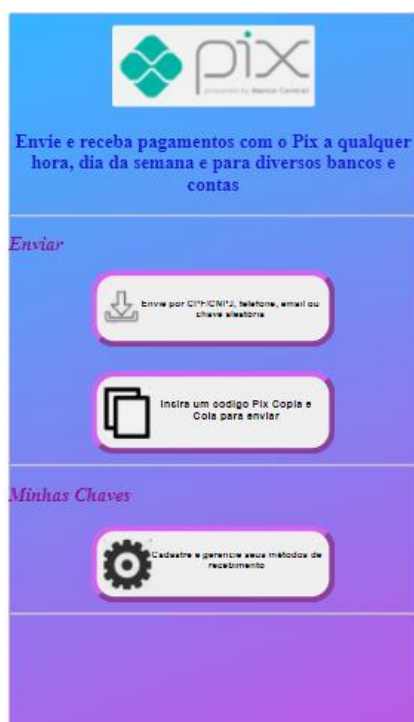 pix
powered by Banco Central
Envie e receba pagamentos com o Pix a qualquer
hora, dia da semana e para diversos bancos e
contas
Enviar
Envie por CPF/CNPJ, telefone, email ou
chave aleatória
Insira um codigo Pix Copia e
Cola para enviar
Minhas Chaves
Cadastre e gerencie seus métodos de
recebimento